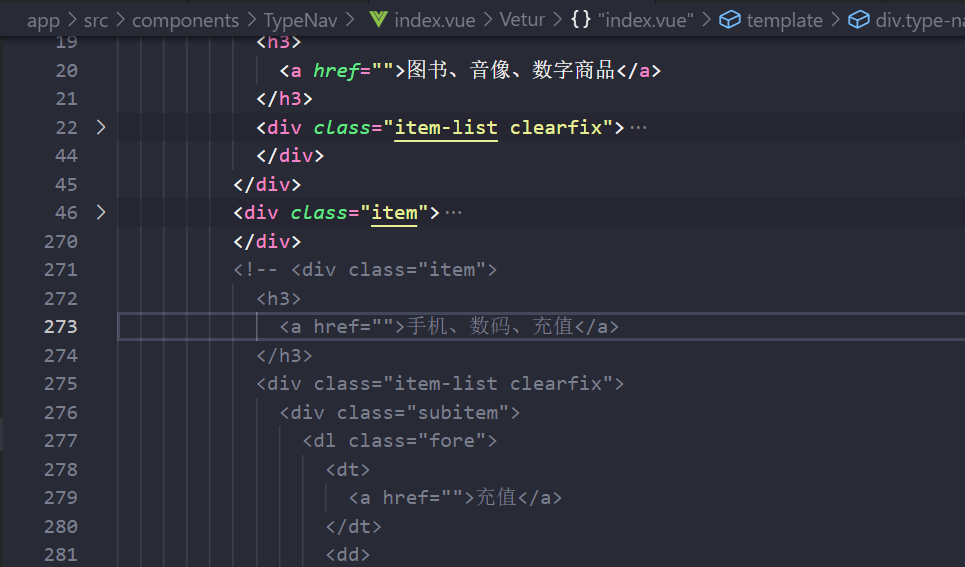 app > src > components > TypeNav > index.vue > Vetur > {} "index.vue" > template > div.type-na
19 <h3>
20 <a href="">图书、音像、数字商品</a>
21 </h3>
22 > <div class="item-list clearfix">···
44 </div>
45 </div>
46 > <div class="item">···
270 </div>
271 <!-- <div class="item">
272 <h3>
273 <a href="">手机、数码、充值</a>
274 </h3>
275 <div class="item-list clearfix">
276 <div class="subitem">
277 <dl class="fore">
278 <dt>
279 <a href="">充值</a>
280 </dt>
281 <dd>